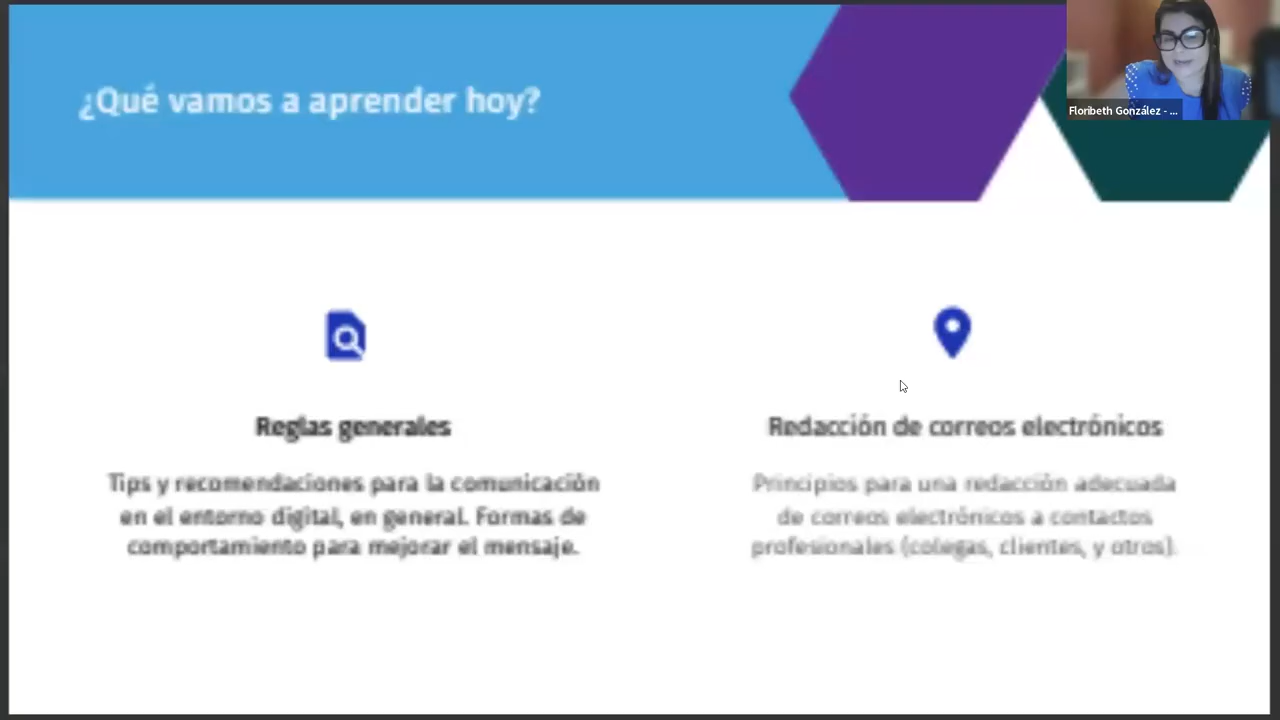 ¿Qué vamos a aprender hoy?
Floribeth González - ...
Reglas generales
Tips y recomendaciones para la comunicación
en el entorno digital, en general. Formas de
comportamiento para mejorar el mensaje.
Redacción de correos electrónicos
Principios para una redacción adecuada
de correos electrónicos a contactos
profesionales (colegas, clientes, y otros).